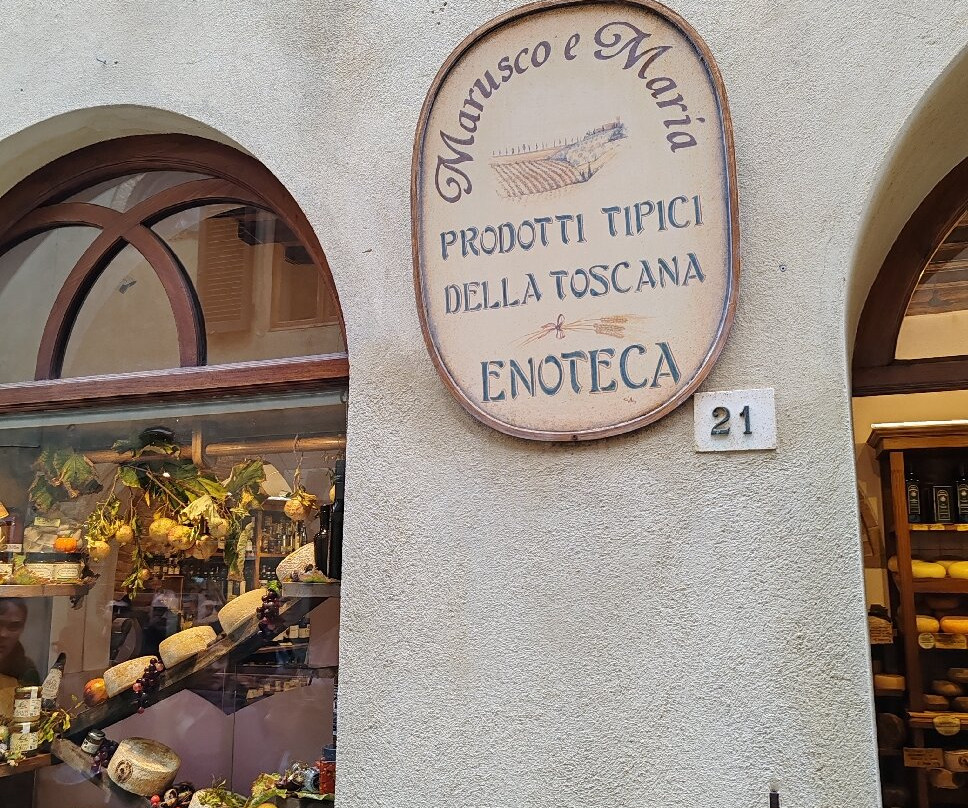 Marusco e Maria
PRODOTTI TIPICI
DELLA TOSCANA
ENOTECA
21